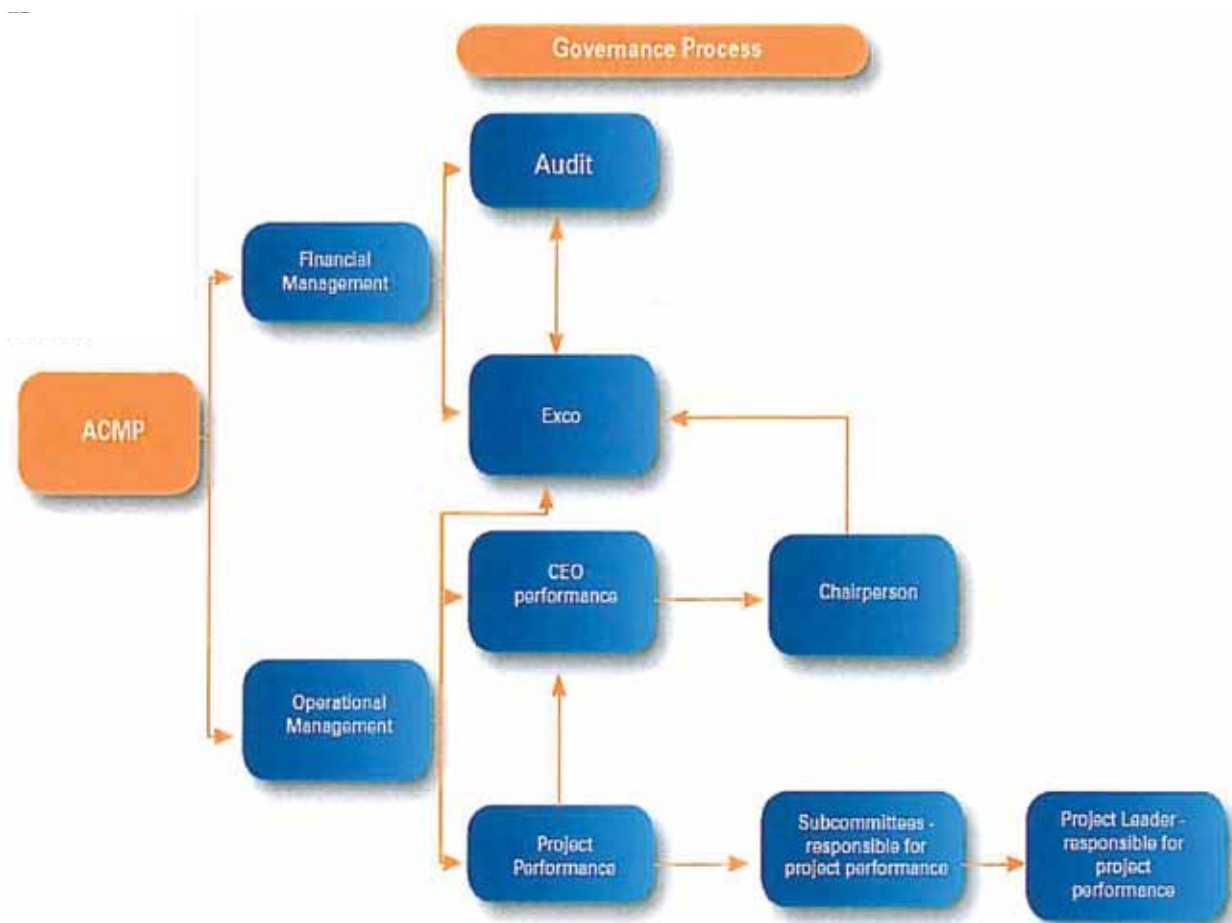 Governance Process
Audit
Financial
Management
Exco
ACMP
CEO
performance
Chairperson
Operational
Management
Project
Performance
Subcommittees -
responsible for
project performance
Project Leader -
responsible for
project
performance